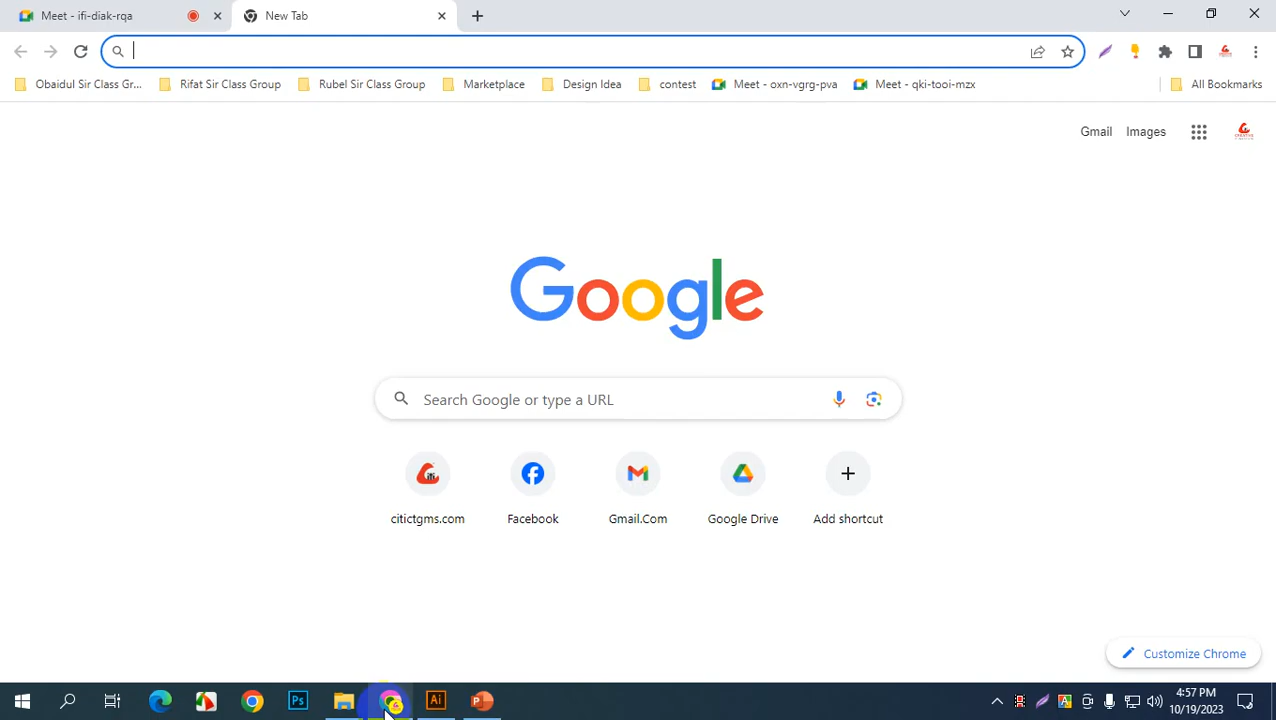 Meet - ifi-diak-rqa
New Tab
Obaidul Sir Class Gr...
Rifat Sir Class Group
Rubel Sir Class Group
Marketplace
Design Idea
contest
Meet - oxn-vgrg-pva
Meet - qki-tooi-mzx
All Bookmarks
Gmail
Images
Google
Search Google or type a URL
citictgms.com
Facebook
Gmail.Com
Google Drive
Add shortcut
Customize Chrome
Ps
Ai
P
4:57 PM
10/19/2023